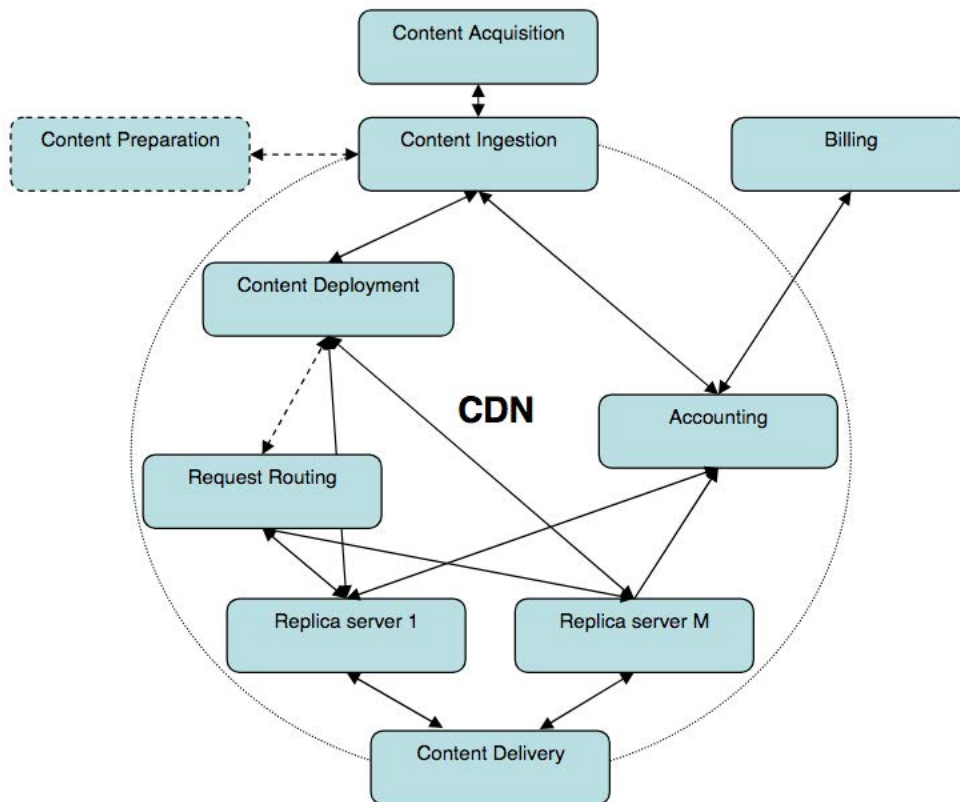 Content Acquisition
Content Preparation
Content Ingestion
Billing
Content Deployment
CDN
Accounting
Request Routing
Replica server 1
Replica server M
Content Delivery